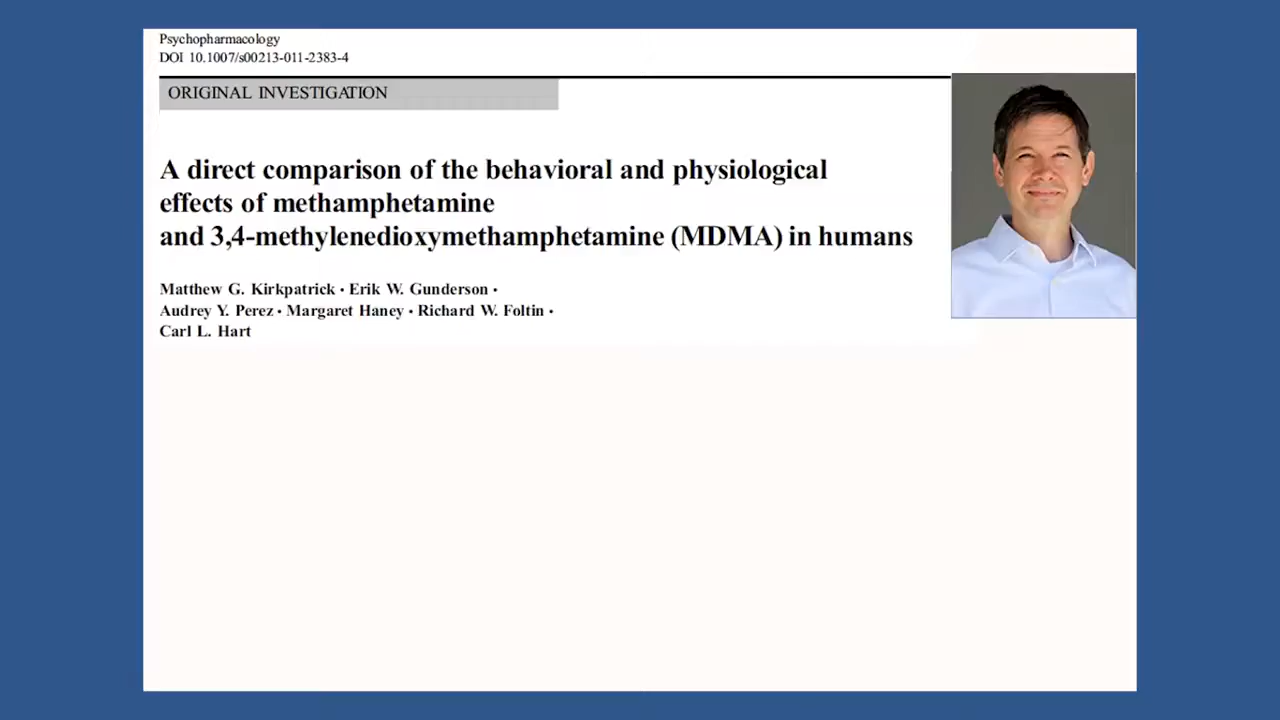 Psychopharmacology
DOI 10.1007/s00213-011-2383-4
ORIGINAL INVESTIGATION
A direct comparison of the behavioral and physiological
effects of methamphetamine
and 3,4-methylenedioxymethamphetamine (MDMA) in humans
Matthew G. Kirkpatrick · Erik W. Gunderson ·
Audrey Y. Perez · Margaret Haney · Richard W. Foltin ·
Carl L. Hart